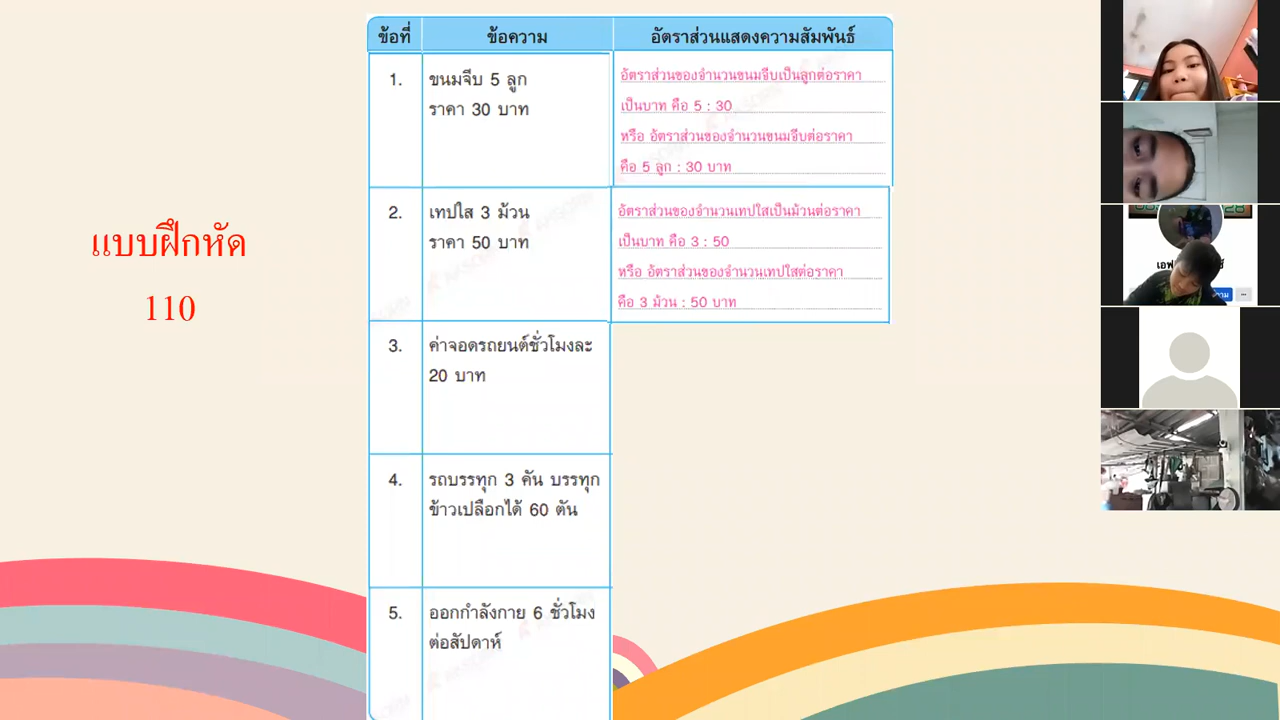 แบบฝึกหัด
110
ข้อที่ ข้อความ อัตราส่วนแสดงความสัมพันธ์
1. ขนมจีบ 5 ลูก
ราคา 30 บาท
อัตราส่วนของจำนวนขนมจีบเป็นลูกต่อราคา
เป็นบาท คือ 5 : 30
หรือ อัตราส่วนของจำนวนขนมจีบต่อราคา
คือ 5 ลูก : 30 บาท
2. เทปใส 3 ม้วน
ราคา 50 บาท
อัตราส่วนของจำนวนเทปใสเป็นม้วนต่อราคา
เป็นบาท คือ 3 : 50
หรือ อัตราส่วนของจำนวนเทปใสต่อราคา
คือ 3 ม้วน : 50 บาท
3. ค่าจอดรถยนต์ชั่วโมงละ
20 บาท
4. รถบรรทุก 3 คัน บรรทุก
ข้าวเปลือกได้ 60 ตัน
5. ออกกำลังกาย 6 ชั่วโมง
ต่อสัปดาห์